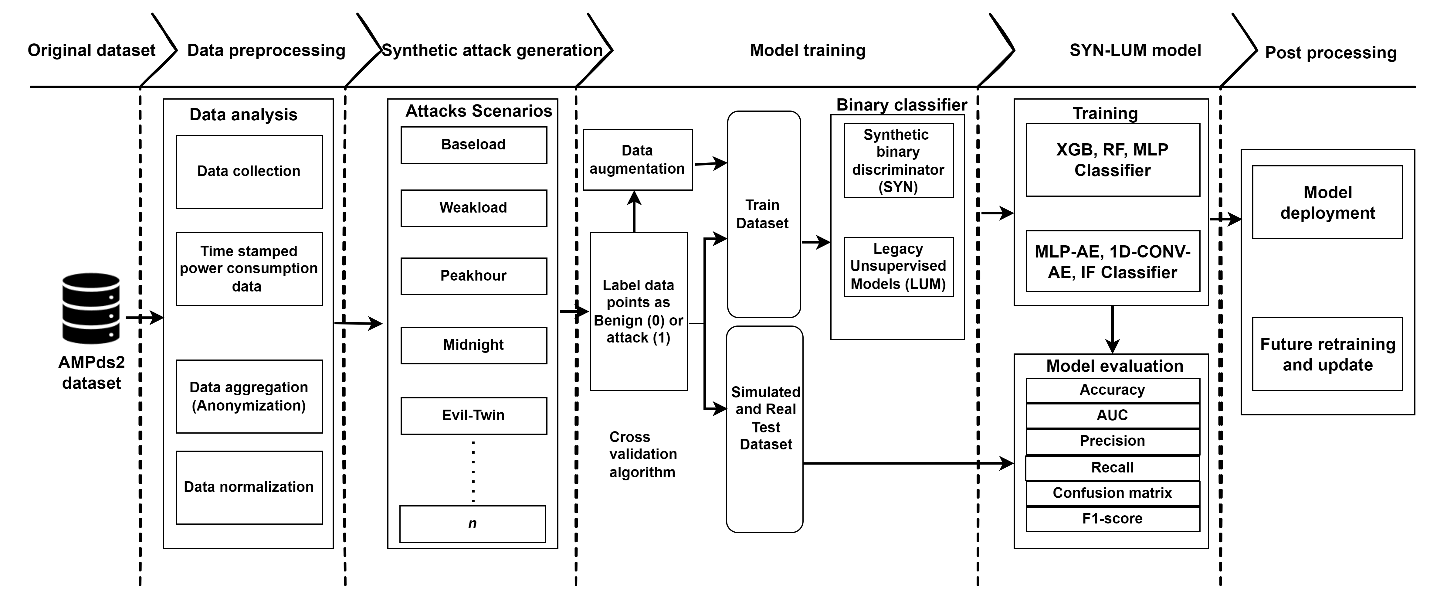 Original dataset
Data preprocessing
Synthetic attack generation
Model training
SYN-LUM model
Post processing
AMPds2
dataset
Data analysis
Data collection
Time stamped
power consumption
data
Data aggregation
(Anonymization)
Data normalization
Attacks Scenarios
Baseload
Weakload
Peakhour
Midnight
Evil-Twin
n
Data
augmentation
Label data
points as
Benign (0) or
attack (1)
Cross
validation
algorithm
Train
Dataset
Simulated
and Real
Test
Dataset
Binary classifier
Synthetic
binary
discriminator
(SYN)
Legacy
Unsupervised
Models (LUM)
Training
XGB, RF, MLP
Classifier
MLP-AE, 1D-CONV-
AE, IF Classifier
Model evaluation
Accuracy
AUC
Precision
Recall
Confusion matrix
F1-score
Model
deployment
Future retraining
and update